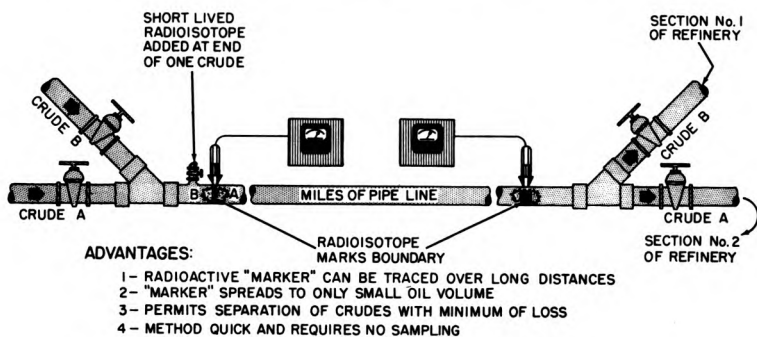 SHORT LIVED
RADIOISOTOPE
ADDED AT END
OF ONE CRUDE
SECTION No. 1
OF REFINERY
CRUDE B
CRUDE B
CRUDE A
B
A
MILES OF PIPE LINE
CRUDE A
RADIOISOTOPE
MARKS BOUNDARY
SECTION No. 2
OF REFINERY
ADVANTAGES:
1– RADIOACTIVE "MARKER" CAN BE TRACED OVER LONG DISTANCES
2– "MARKER" SPREADS TO ONLY SMALL OIL VOLUME
3– PERMITS SEPARATION OF CRUDES WITH MINIMUM OF LOSS
4– METHOD QUICK AND REQUIRES NO SAMPLING